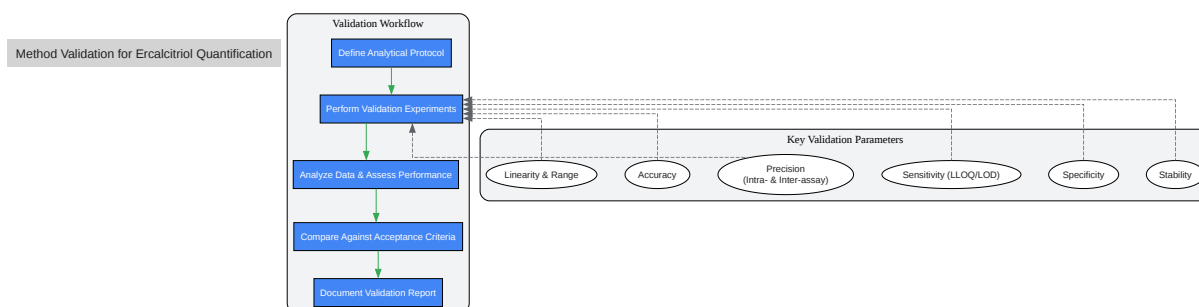 Method Validation for Ercalcitriol Quantification
Validation Workflow
Define Analytical Protocol
Perform Validation Experiments
Analyze Data & Assess Performance
Compare Against Acceptance Criteria
Document Validation Report
Key Validation Parameters
Linearity & Range
Accuracy
Precision
(Intra- & Inter-assay)
Sensitivity (LLOQ/LOD)
Specificity
Stability